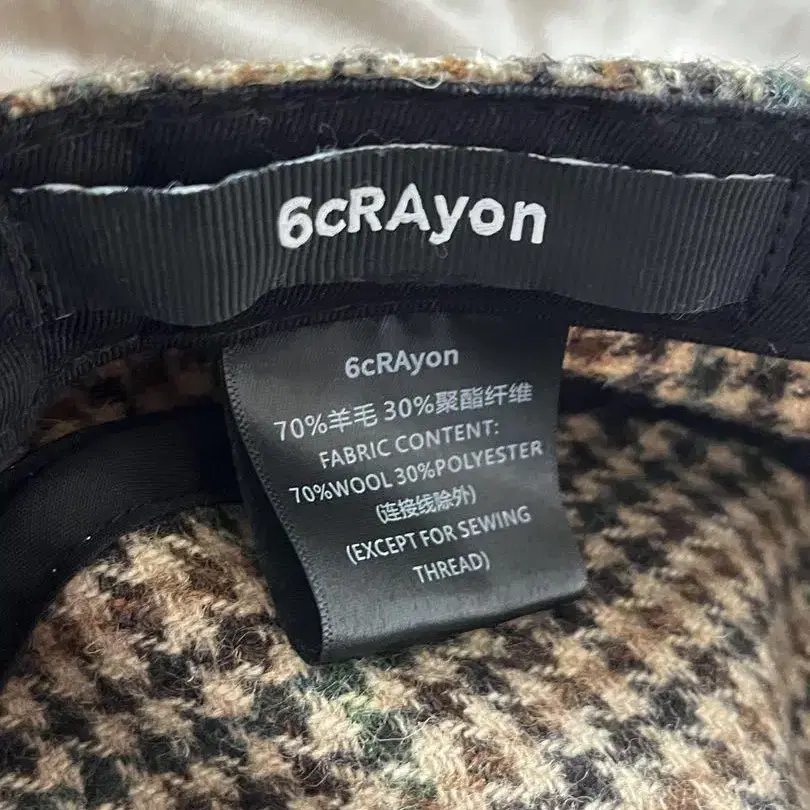 6cRAyon
6cRAyon
70%羊毛 30%聚酯纤维
FABRIC CONTENT:
70%WOOL 30%POLYESTER
(连接线除外)
(EXCEPT FOR SEWING
THREAD)